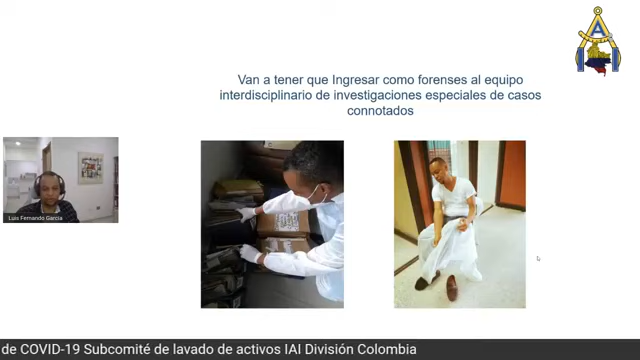 Van a tener que Ingresar como forenses al equipo
interdisciplinario de investigaciones especiales de casos
connotados
Luis Fernando Garcia
de COVID-19 Subcomité de lavado de activos IAI División Colombia